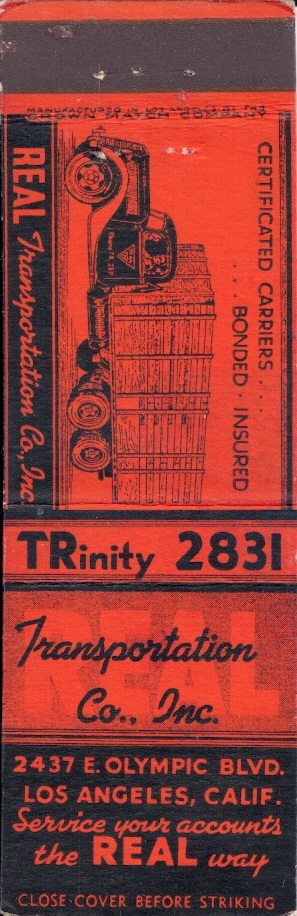 MANUFACTURED IN LOS ANGELES BY THE
CROWN MATCH COMPANY
CERTIFICATED CARRIERS . . .
. . . . BONDED · INSURED
REAL Transportation Co., Inc.
TRinity 2831
REAL
Transportation
Co., Inc.
2437 E. OLYMPIC BLVD.
LOS ANGELES, CALIF.
Service your accounts
the REAL way
CLOSE COVER BEFORE STRIKING